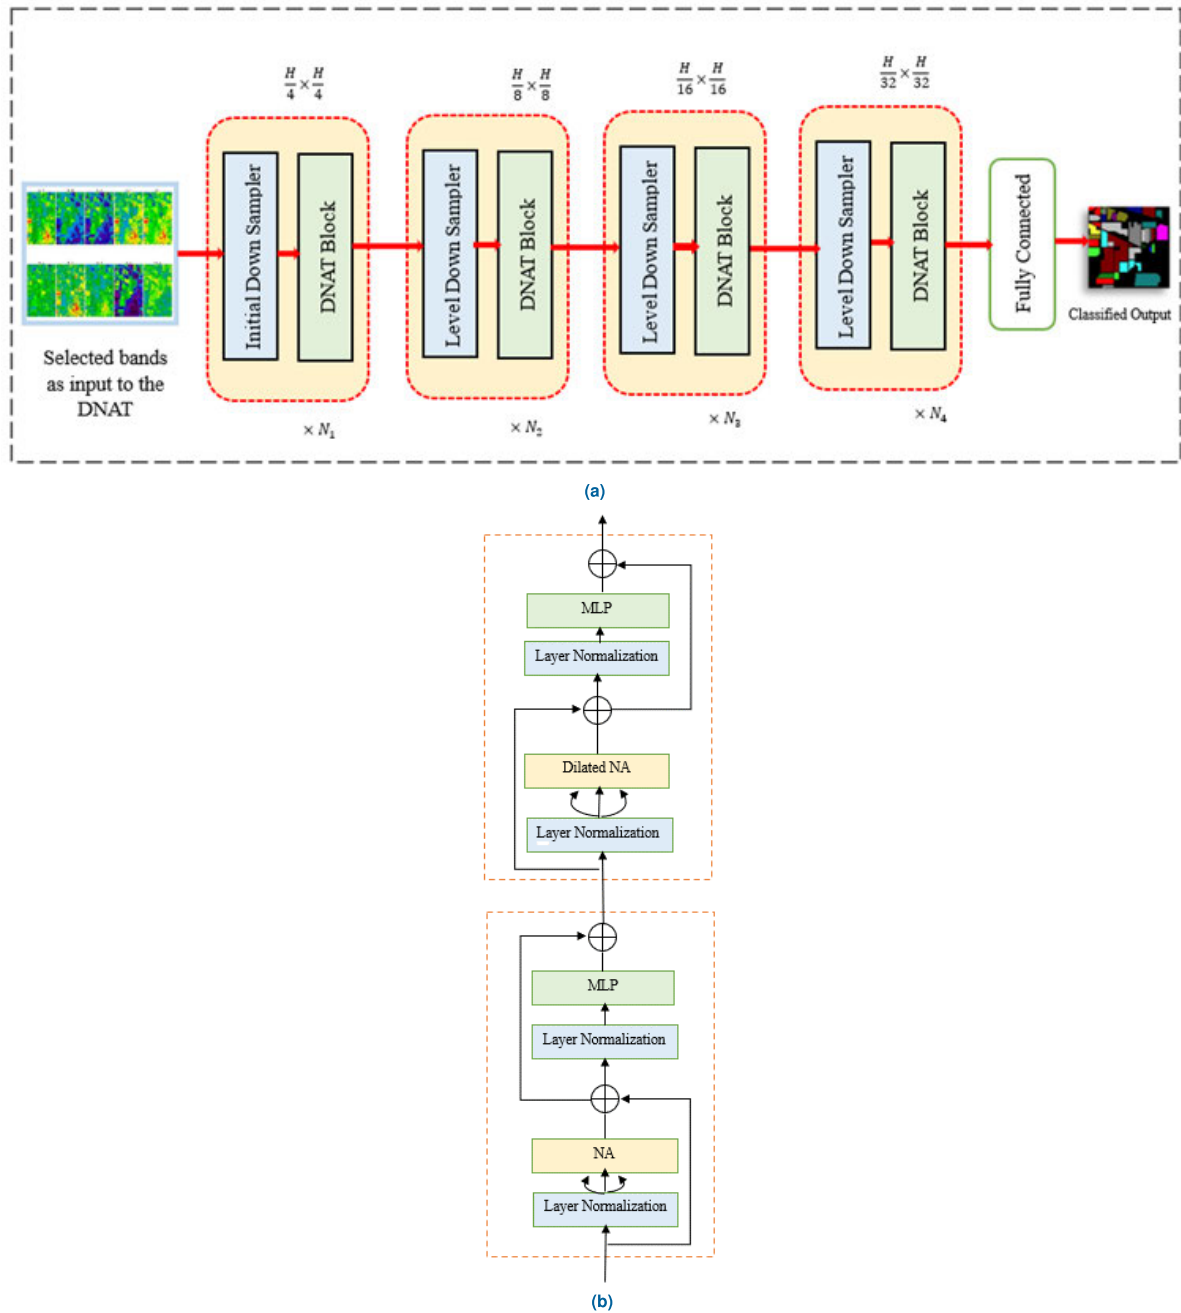 H/4 × H/4
H/8 × H/8
H/16 × H/16
H/32 × H/32
Initial Down Sampler
DNAT Block
Level Down Sampler
DNAT Block
Level Down Sampler
DNAT Block
Level Down Sampler
DNAT Block
Fully Connected
Selected bands
as input to the
DNAT
Classified Output
× N₁
× N₂
× N₃
× N₄
(a)
MLP
Layer Normalization
Dilated NA
Layer Normalization
MLP
Layer Normalization
NA
Layer Normalization
(b)